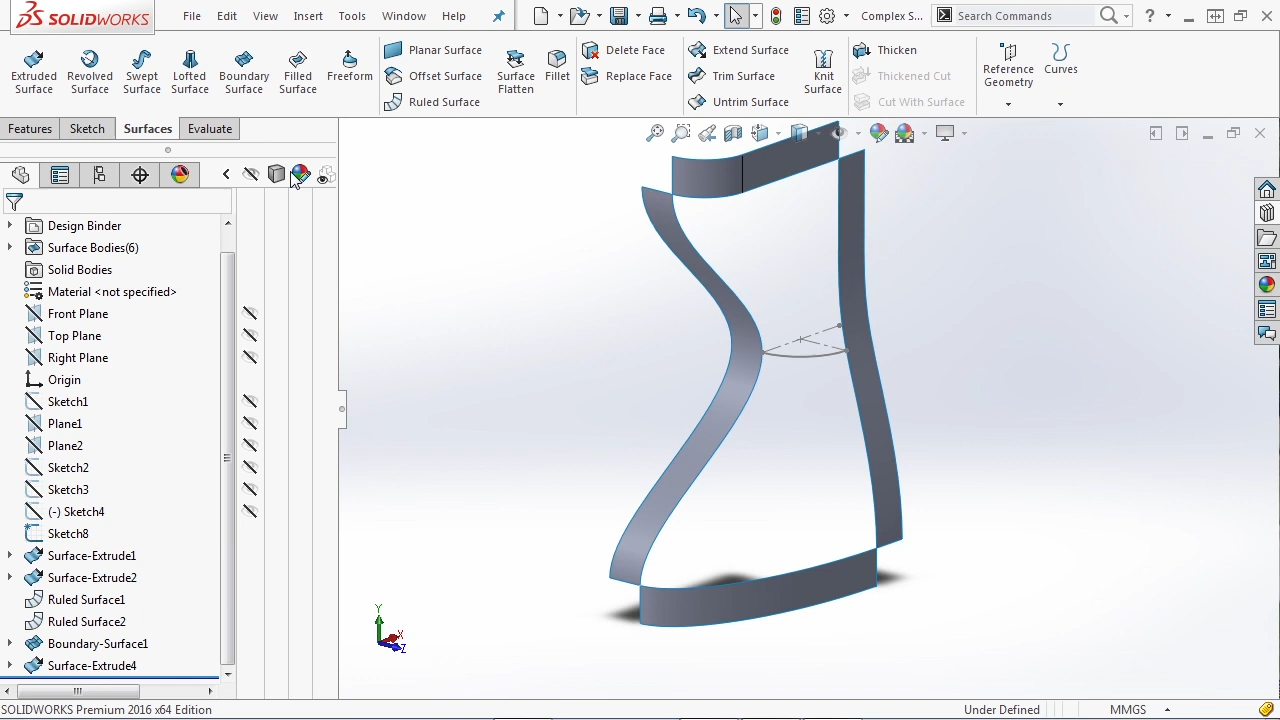 SOLIDWORKS File Edit View Insert Tools Window Help Complex S... Search Commands ?
Extruded Surface
Revolved Surface
Swept Surface
Lofted Surface
Boundary Surface
Filled Surface
Freeform
Planar Surface
Offset Surface
Ruled Surface
Surface Flatten
Fillet
Delete Face
Replace Face
Extend Surface
Trim Surface
Untrim Surface
Knit Surface
Thicken
Thickened Cut
Cut With Surface
Reference Geometry
Curves
Features Sketch Surfaces Evaluate
Design Binder
Surface Bodies(6)
Solid Bodies
Material <not specified>
Front Plane
Top Plane
Right Plane
Origin
Sketch1
Plane1
Plane2
Sketch2
Sketch3
(-) Sketch4
Sketch8
Surface-Extrude1
Surface-Extrude2
Ruled Surface1
Ruled Surface2
Boundary-Surface1
Surface-Extrude4
Y
X
Z
SOLIDWORKS Premium 2016 x64 Edition Under Defined MMGS